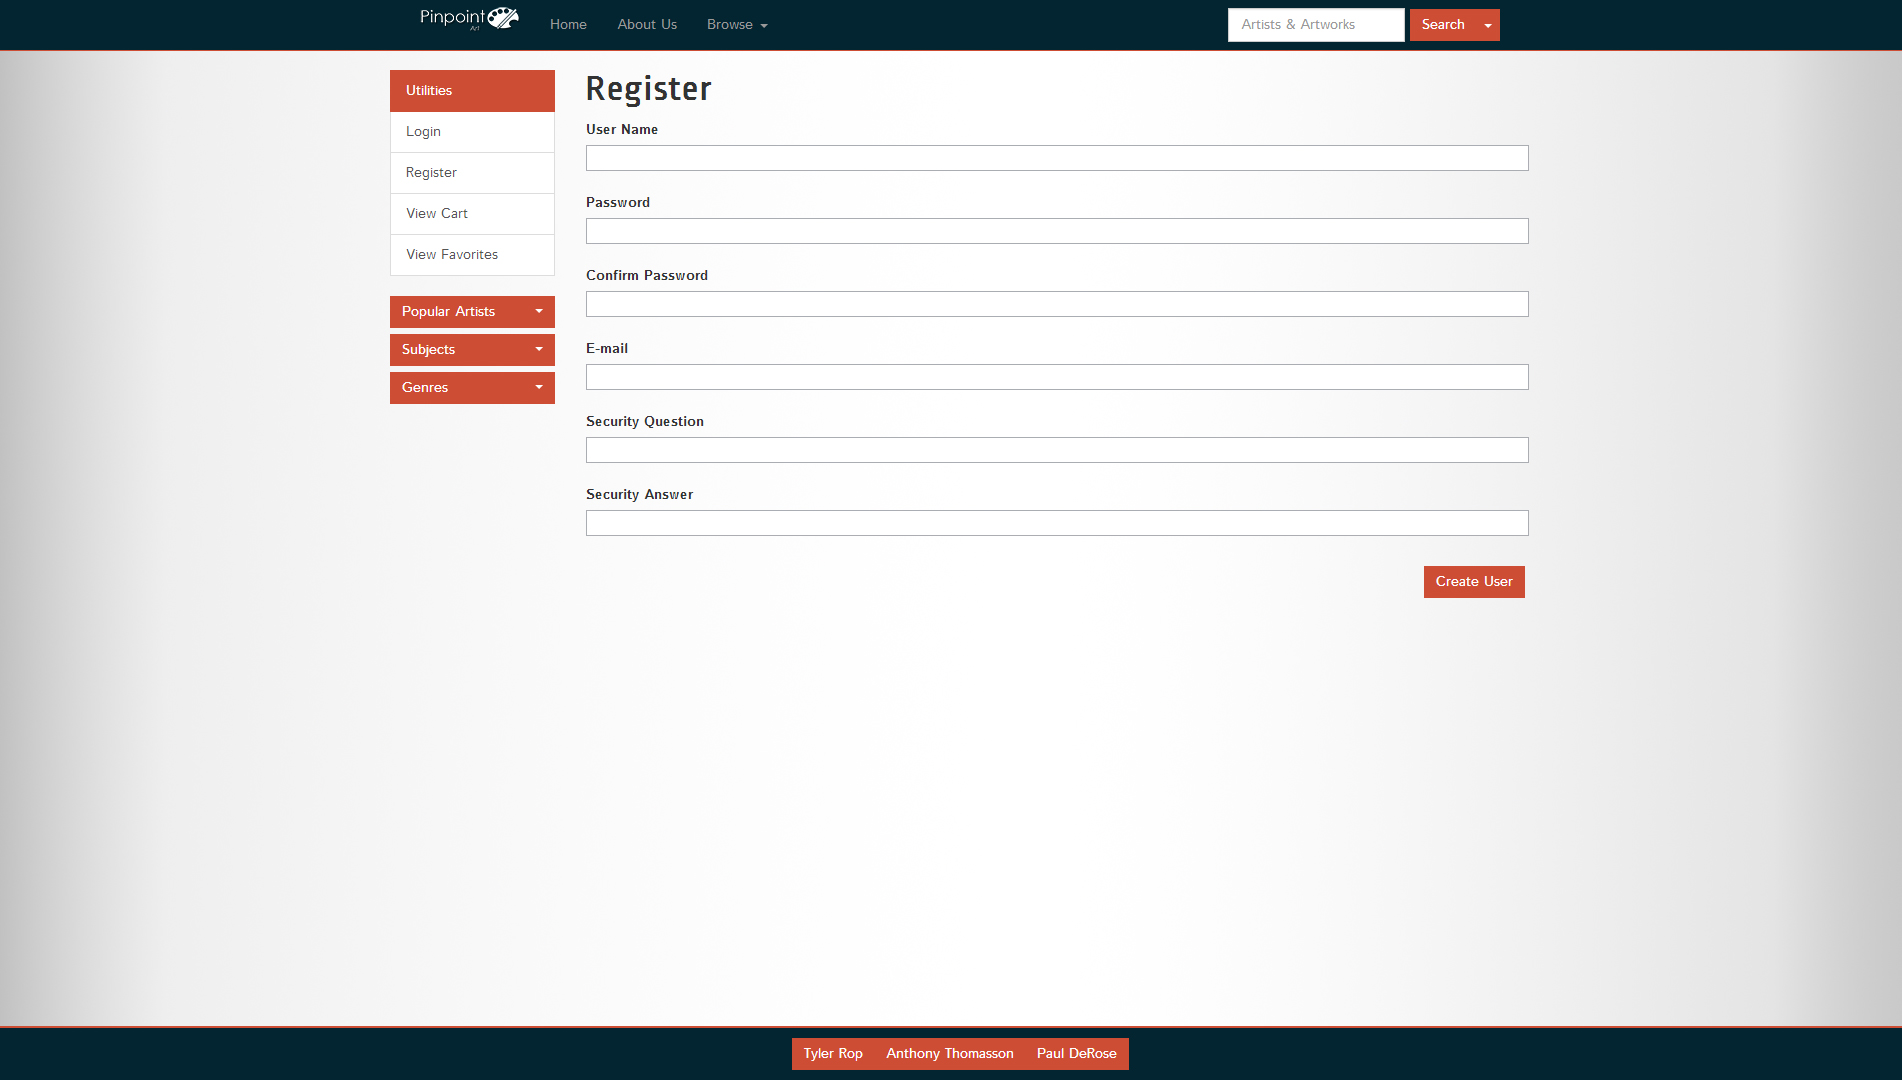 Pinpoint
Art
Home
About Us
Browse
Artists & Artworks
Search
Utilities
Login
Register
View Cart
View Favorites
Popular Artists
Subjects
Genres
Register
User Name
Password
Confirm Password
E-mail
Security Question
Security Answer
Create User
Tyler Rop
Anthony Thomasson
Paul DeRose